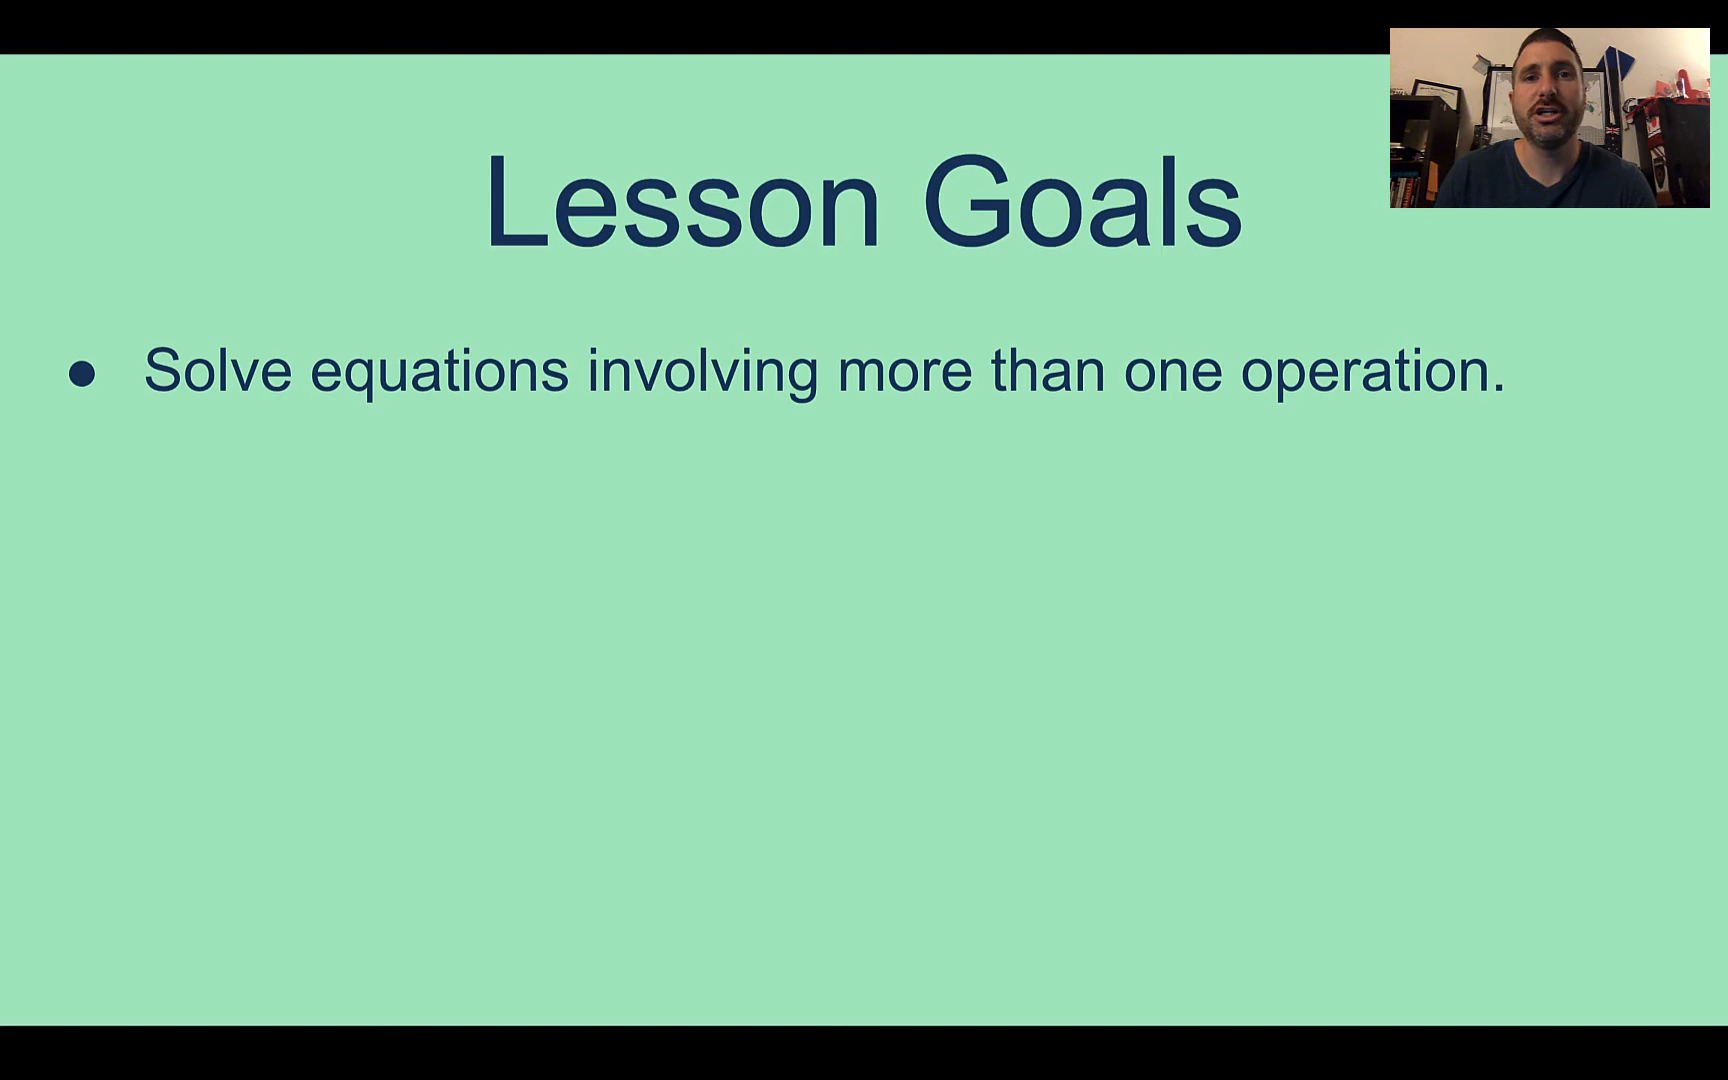 Lesson Goals
● Solve equations involving more than one operation.